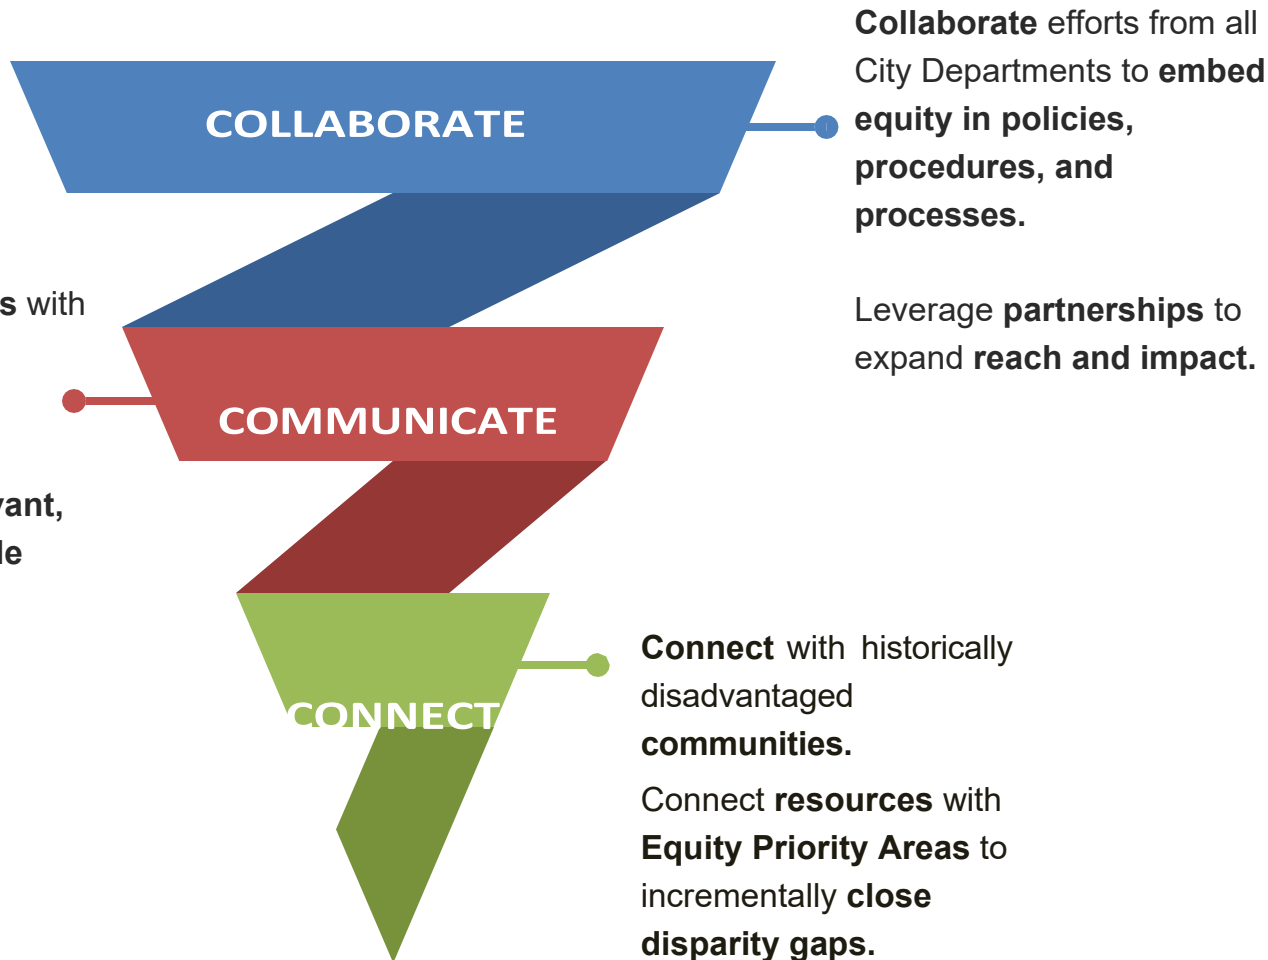 COLLABORATE
Collaborate efforts from all
City Departments to embed
equity in policies,
procedures, and
processes.
Leverage partnerships to
expand reach and impact.
with
COMMUNICATE
CONNECT
Connect with historically
disadvantaged
communities.
Connect resources with
Equity Priority Areas to
incrementally close
disparity gaps.